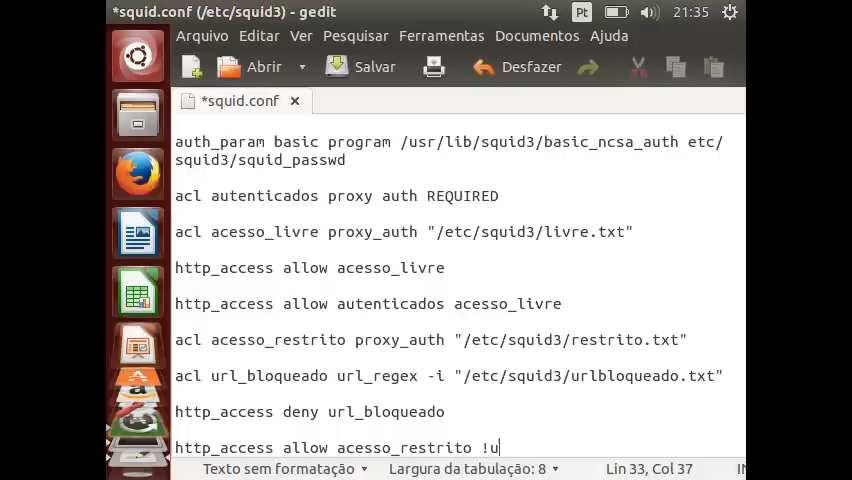 *squid.conf (/etc/squid3) - gedit
Pt
21:35
Arquivo Editar Ver Pesquisar Ferramentas Documentos Ajuda
Abrir Salvar Desfazer
*squid.conf ×
auth_param basic program /usr/lib/squid3/basic_ncsa_auth etc/
squid3/squid_passwd
acl autenticados proxy auth REQUIRED
acl acesso_livre proxy_auth "/etc/squid3/livre.txt"
http_access allow acesso_livre
http_access allow autenticados acesso_livre
acl acesso_restrito proxy_auth "/etc/squid3/restrito.txt"
acl url_bloqueado url_regex -i "/etc/squid3/urlbloqueado.txt"
http_access deny url_bloqueado
http_access allow acesso_restrito !u
Texto sem formatação Largura da tabulação: 8 Lin 33, Col 37